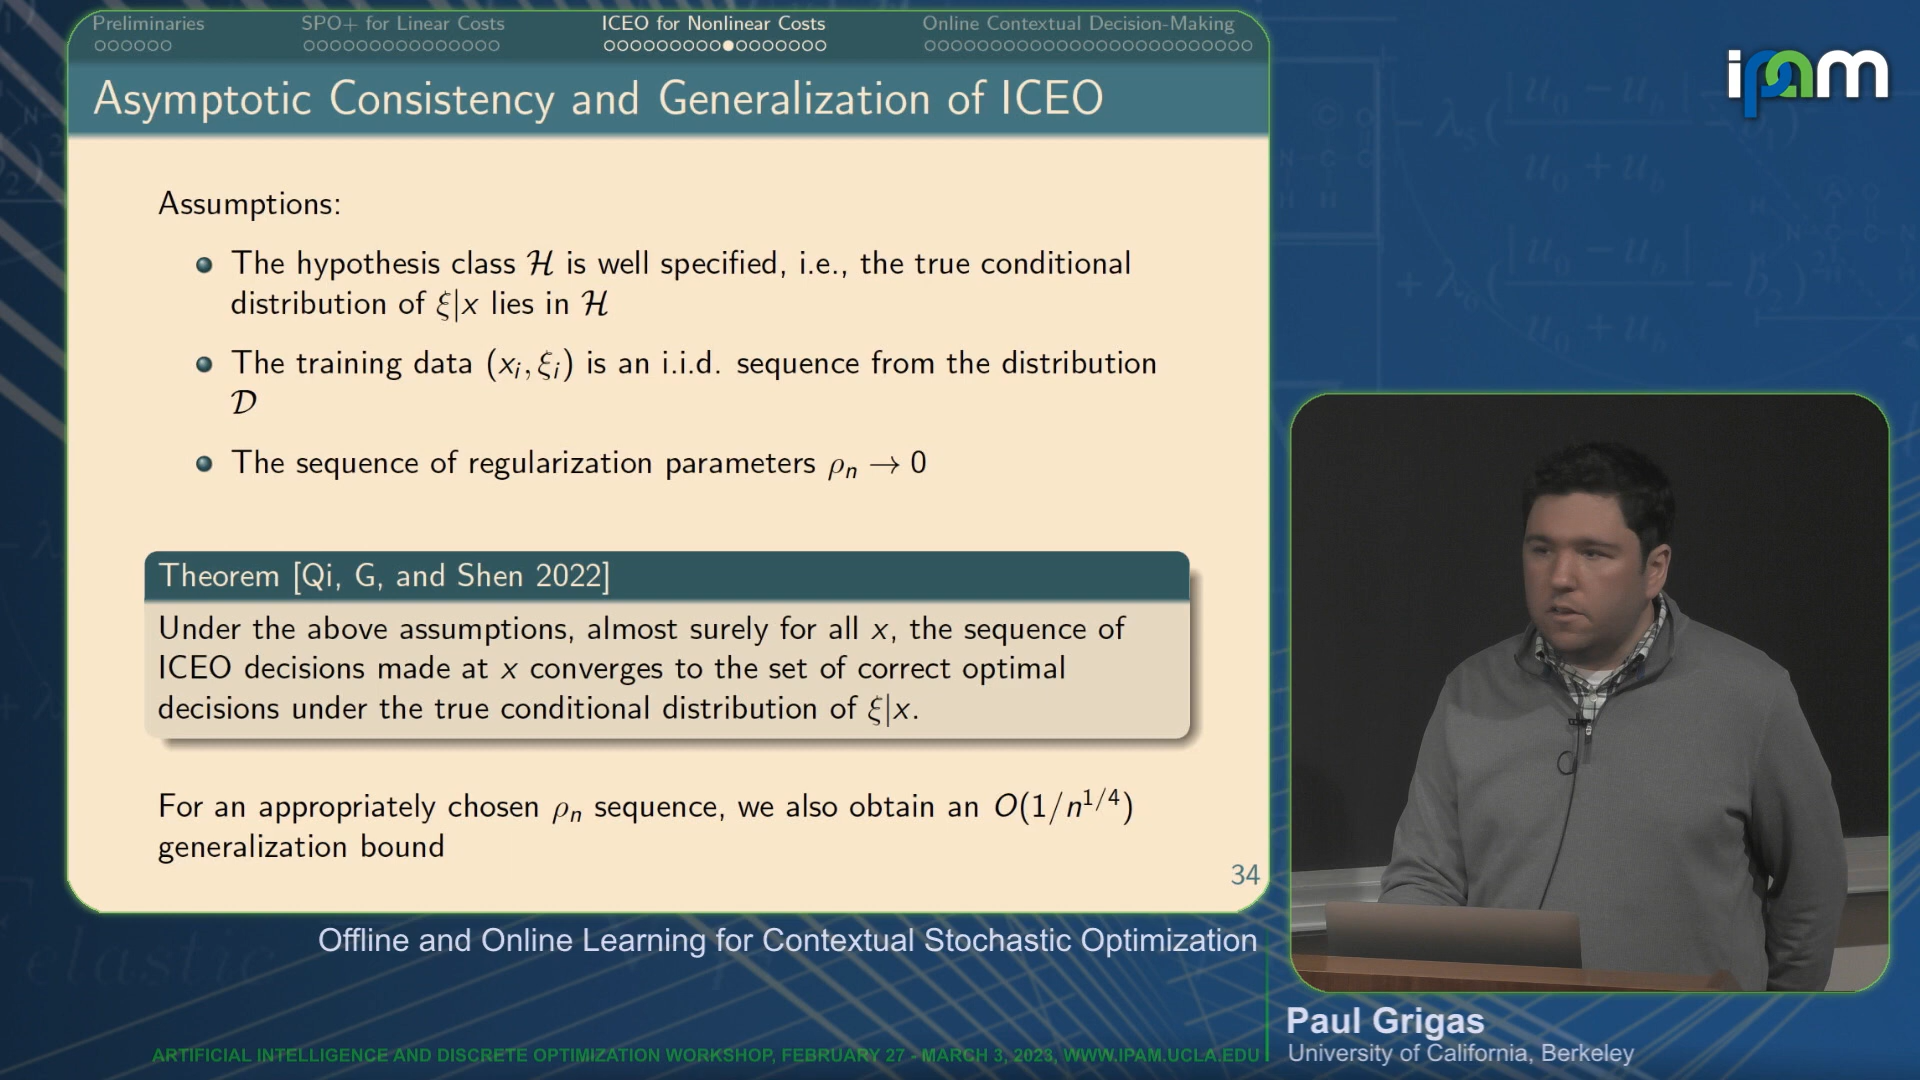 Preliminaries SPO+ for Linear Costs ICEO for Nonlinear Costs Online Contextual Decision-Making
Asymptotic Consistency and Generalization of ICEO
ipam
Assumptions:
The hypothesis class ℋ is well specified, i.e., the true conditional
distribution of ξ|x lies in ℋ
The training data (xᵢ, ξᵢ) is an i.i.d. sequence from the distribution
𝒟
The sequence of regularization parameters ρₙ → 0
Theorem [Qi, G, and Shen 2022]
Under the above assumptions, almost surely for all x, the sequence of
ICEO decisions made at x converges to the set of correct optimal
decisions under the true conditional distribution of ξ|x.
For an appropriately chosen ρₙ sequence, we also obtain an O(1/n^{1/4})
generalization bound
34
Offline and Online Learning for Contextual Stochastic Optimization
Paul Grigas
University of California, Berkeley
ARTIFICIAL INTELLIGENCE AND DISCRETE OPTIMIZATION WORKSHOP, FEBRUARY 27 - MARCH 3, 2023, WWW.IPAM.UCLA.EDU
elastic